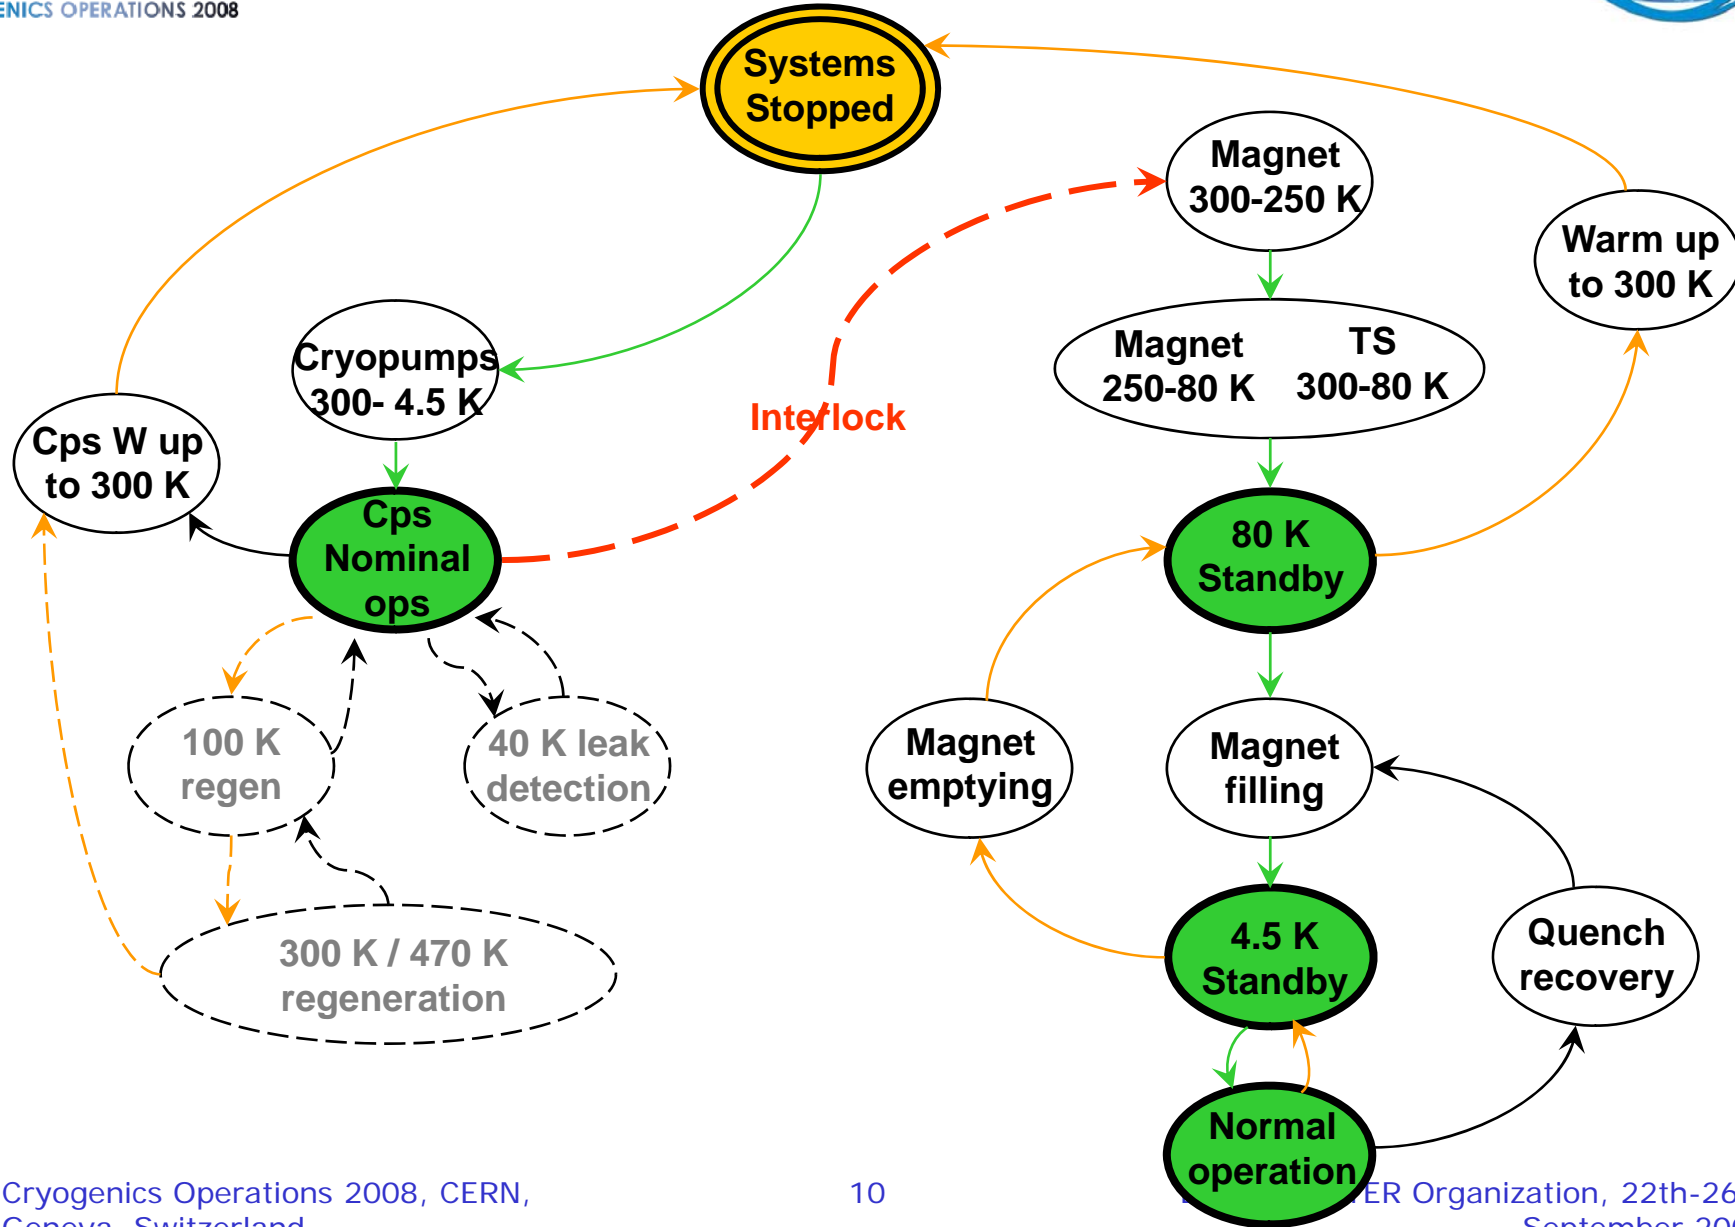 OPERATIONS 2008
Systems
Stopped
Magnet
300-250 K
Warm up
to 300 K
Cryopumps
300- 4.5 K
Magnet
250-80 K
TS
300-80 K
Interlock
Cps W up
to 300 K
Cps
Nominal
ops
80 K
Standby
100 K
regen
40 K leak
detection
Magnet
emptying
Magnet
filling
300 K / 470 K
regeneration
4.5 K
Standby
Quench
recovery
Normal
operation
Cryogenics Operations 2008, CERN,
Geneva, Switzerland
10
Organization, 22th-26
September